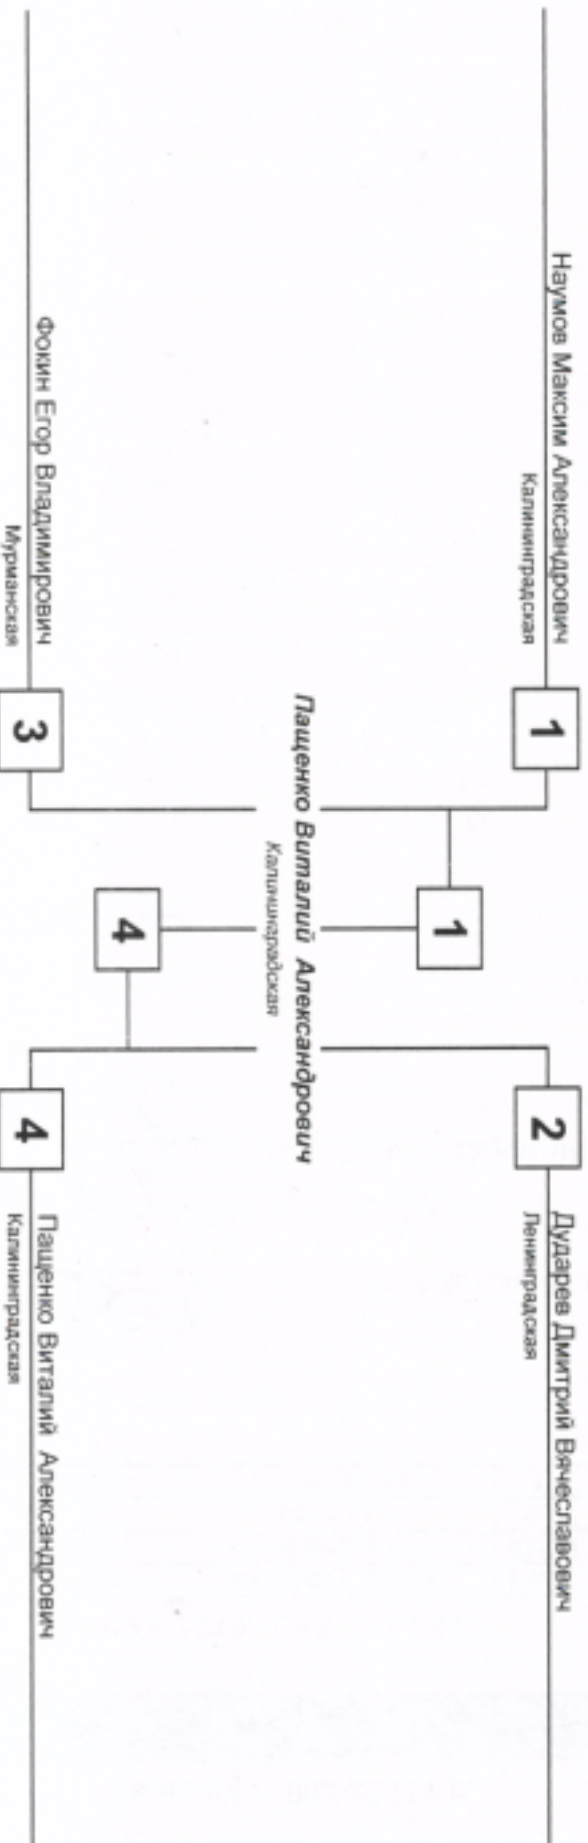 Наумов Максим Александрович
Калининградская
1
Фокин Егор Владимирович
Мурманская
3
1
Пащенко Виталий Александрович
Калининградская
4
2
Дударев Дмитрий Вячеславович
Ленинградская
4
Пащенко Виталий Александрович
Калининградская